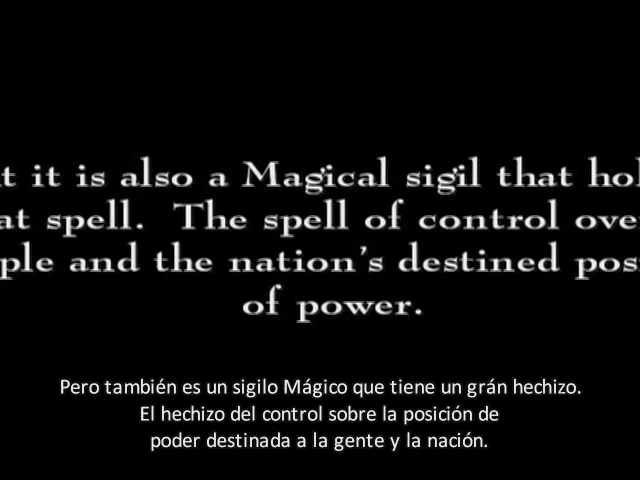 t it is also a Magical sigil that hol
at spell. The spell of control ove
ple and the nation's destined pos
of power.
Pero también es un sigilo Mágico que tiene un grán hechizo.
El hechizo del control sobre la posición de
poder destinada a la gente y la nación.